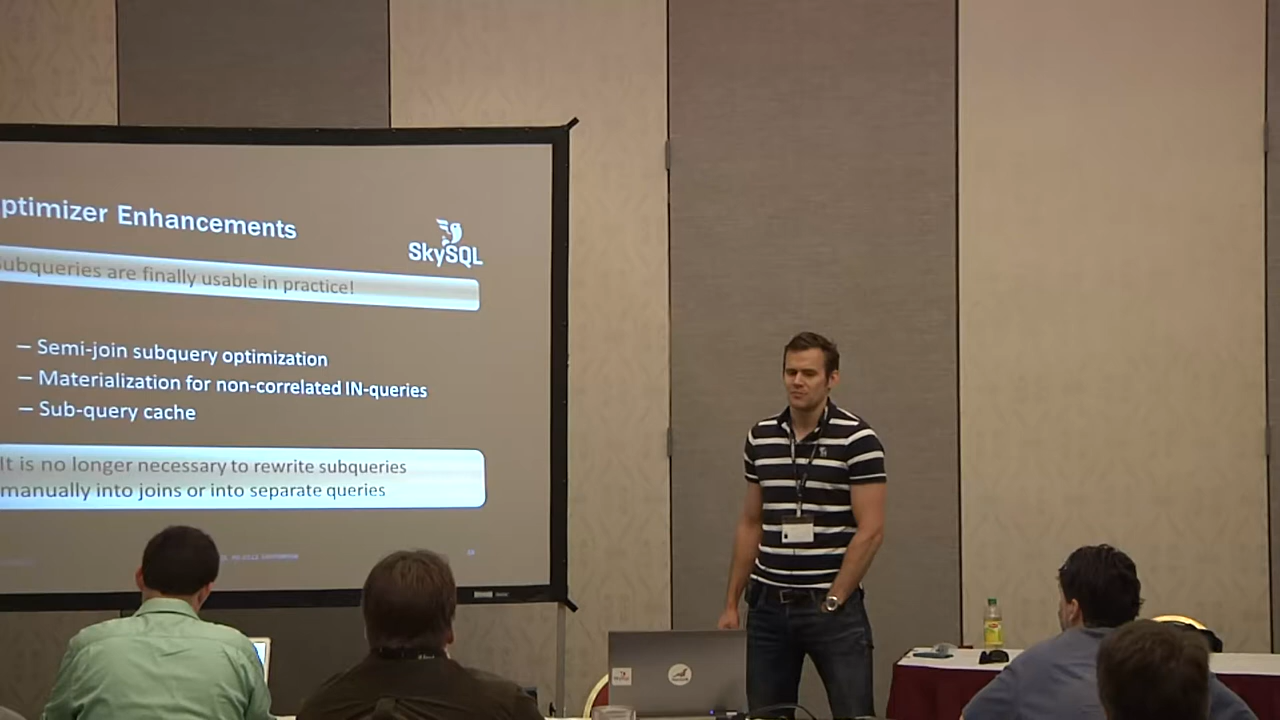 ptimizer Enhancements
SkySQL
ubqueries are finally usable in practice!
– Semi-join subquery optimization
– Materialization for non-correlated IN-queries
– Sub-query cache
It is no longer necessary to rewrite subqueries
manually into joins or into separate queries